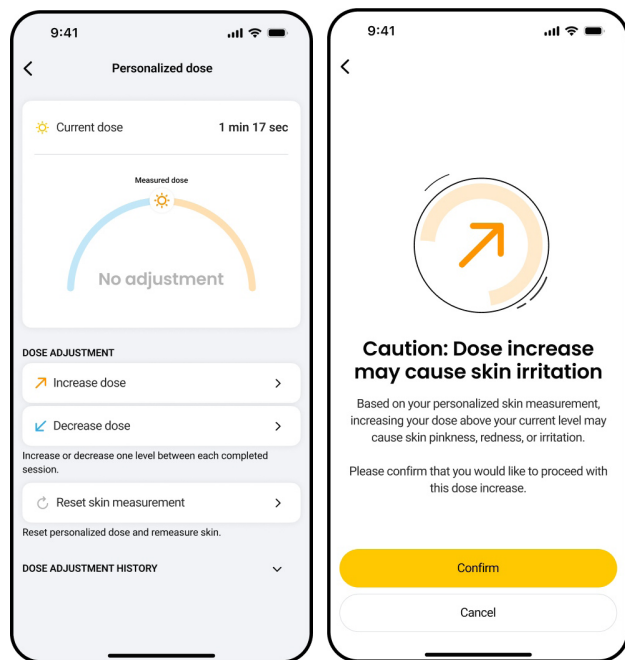 9:41
Personalized dose
Current dose 1 min 17 sec
Measured dose
No adjustment
DOSE ADJUSTMENT
Increase dose
Decrease dose
Increase or decrease one level between each completed
session.
Reset skin measurement
Reset personalized dose and remeasure skin.
DOSE ADJUSTMENT HISTORY
9:41
Caution: Dose increase
may cause skin irritation
Based on your personalized skin measurement,
increasing your dose above your current level may
cause skin pinkness, redness, or irritation.
Please confirm that you would like to proceed with
this dose increase.
Confirm
Cancel